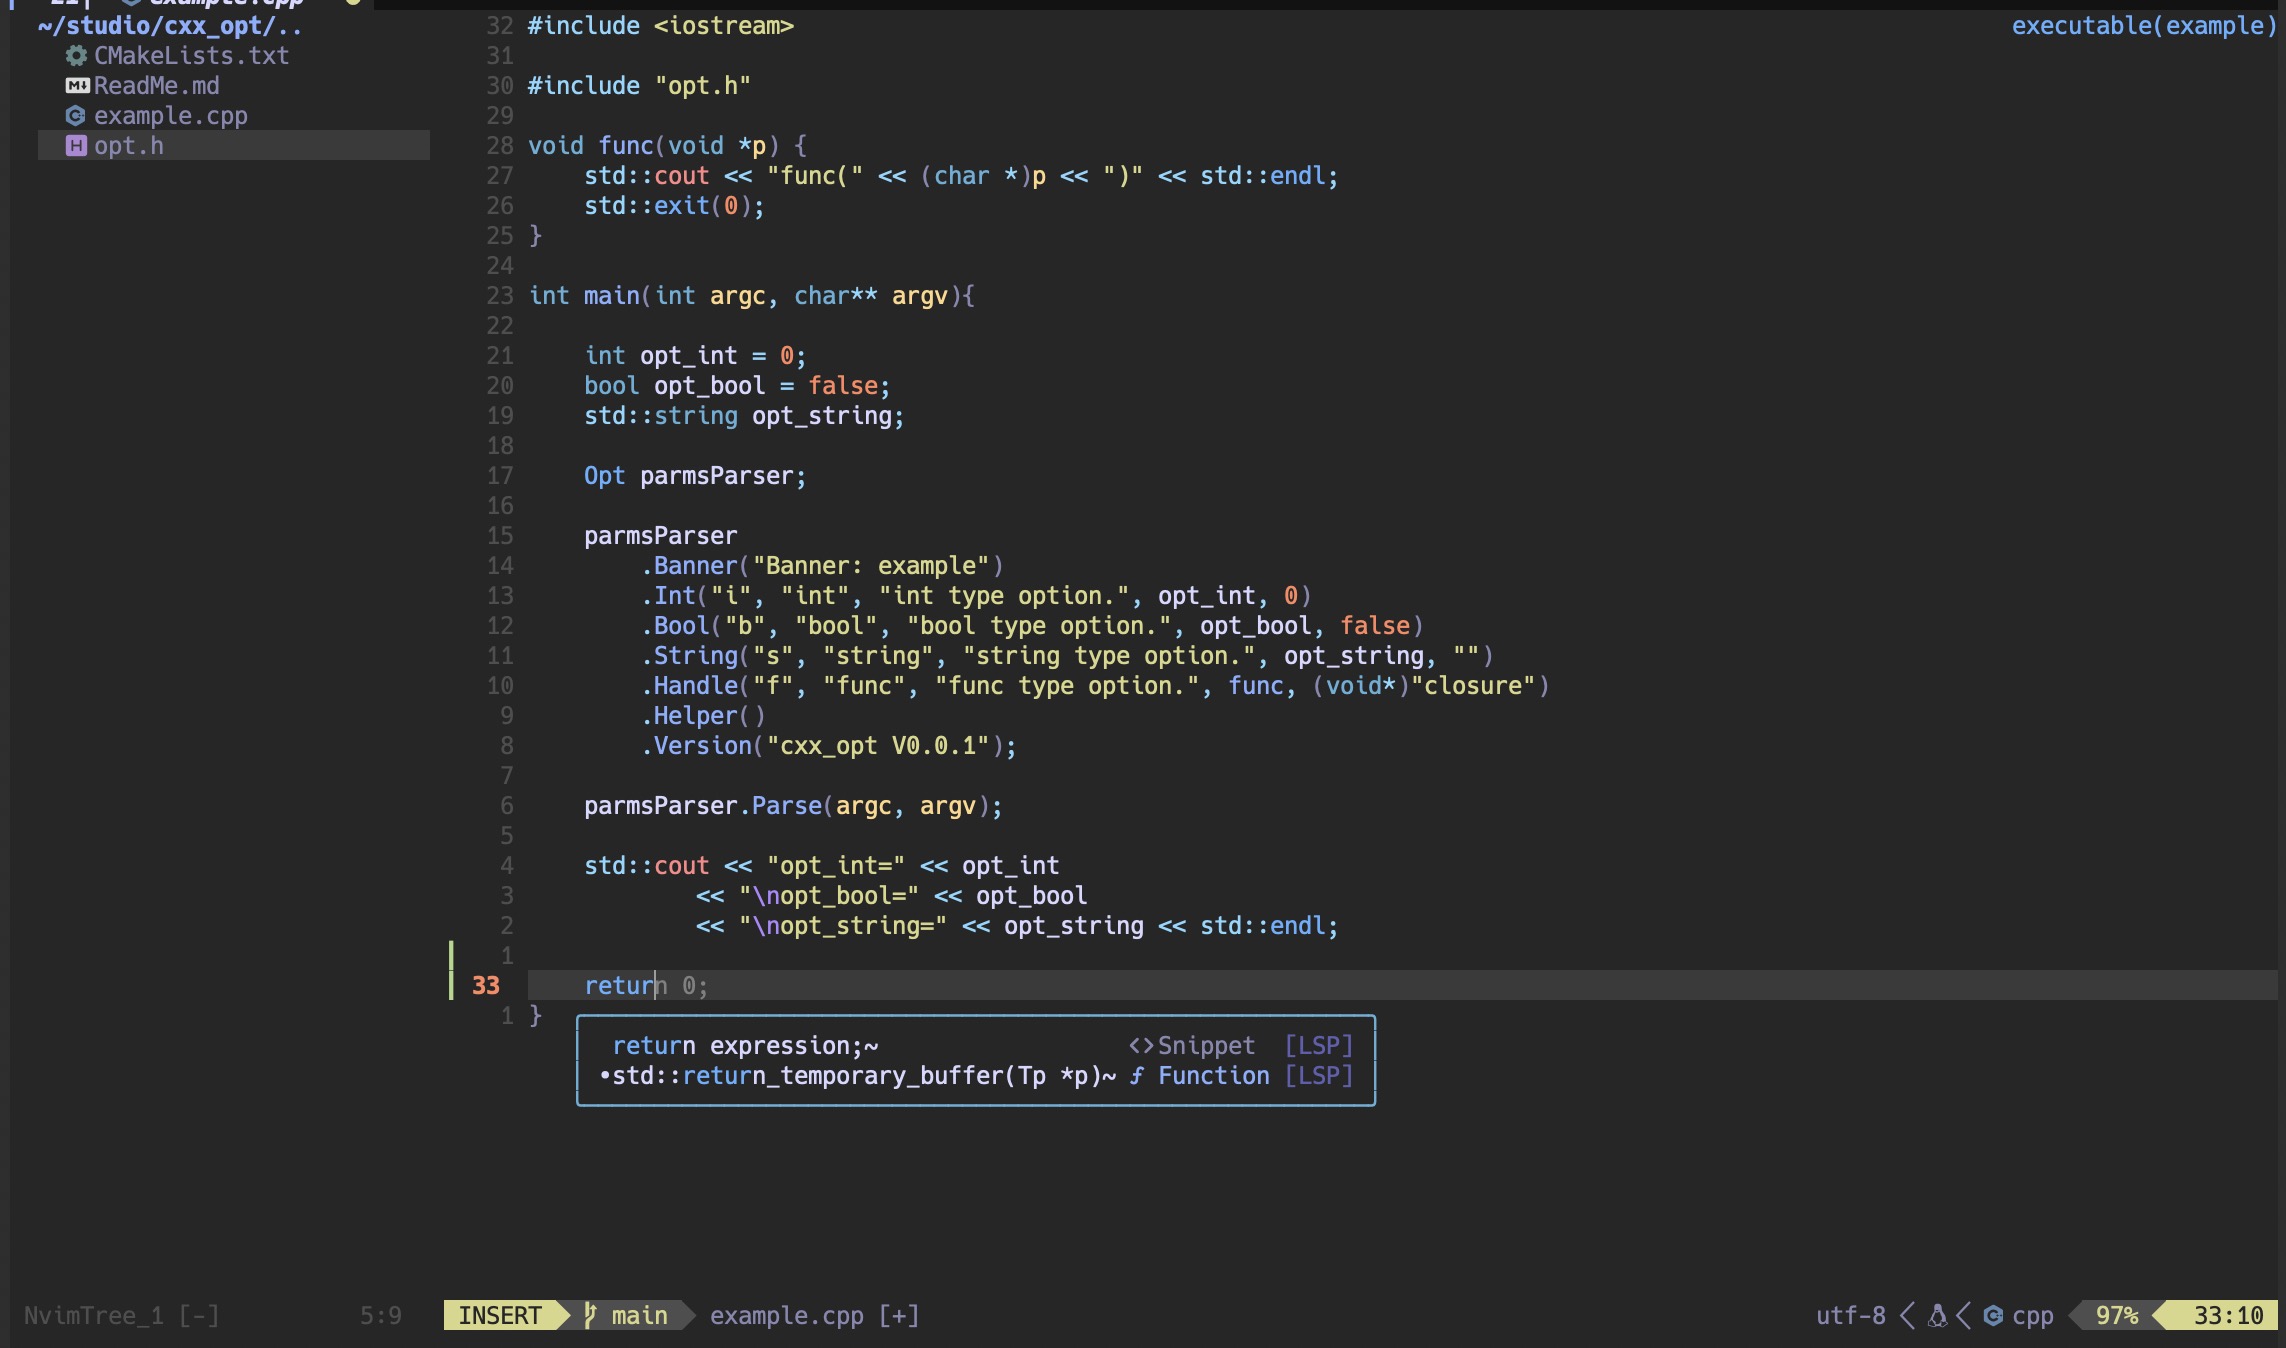 example.cpp
~/studio/cxx_opt/..
CMakeLists.txt
ReadMe.md
example.cpp
opt.h
executable(example)
32 #include <iostream>
31
30 #include "opt.h"
29
28 void func(void *p) {
27     std::cout << "func(" << (char *)p << ")" << std::endl;
26     std::exit(0);
25 }
24
23 int main(int argc, char** argv){
22
21     int opt_int = 0;
20     bool opt_bool = false;
19     std::string opt_string;
18
17     Opt parmsParser;
16
15     parmsParser
14         .Banner("Banner: example")
13         .Int("i", "int", "int type option.", opt_int, 0)
12         .Bool("b", "bool", "bool type option.", opt_bool, false)
11         .String("s", "string", "string type option.", opt_string, "")
10         .Handle("f", "func", "func type option.", func, (void*)"closure")
9         .Helper()
8         .Version("cxx_opt V0.0.1");
7
6     parmsParser.Parse(argc, argv);
5
4     std::cout << "opt_int=" << opt_int
3             << "\nopt_bool=" << opt_bool
2             << "\nopt_string=" << opt_string << std::endl;
1
33     return 0;
1 }
return expression;~ <>Snippet [LSP]
•std::return_temporary_buffer(Tp *p)~ ƒ Function [LSP]
NvimTree_1 [-] 5:9 INSERT main example.cpp [+] utf-8 cpp 97% 33:10